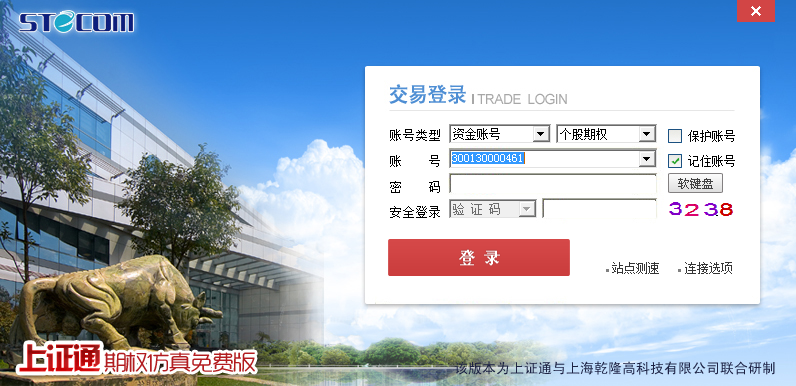 STOCOM
交易登录 TRADE LOGIN
账号类型 资金账号 个股期权 保护账号
账 号 300130000461 记住账号
密 码 软键盘
安全登录 验证码 3238
登 录 站点测速 连接选项
上证通期权仿真免费版
该版本为上证通与上海乾隆高科技有限公司联合研制